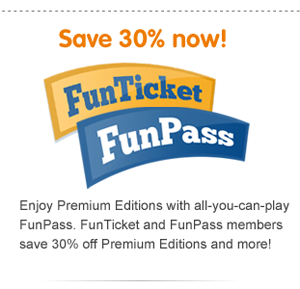 Save 30% now!
FunTicket
FunPass
Enjoy Premium Editions with all-you-can-play
FunPass. FunTicket and FunPass members
save 30% off Premium Editions and more!